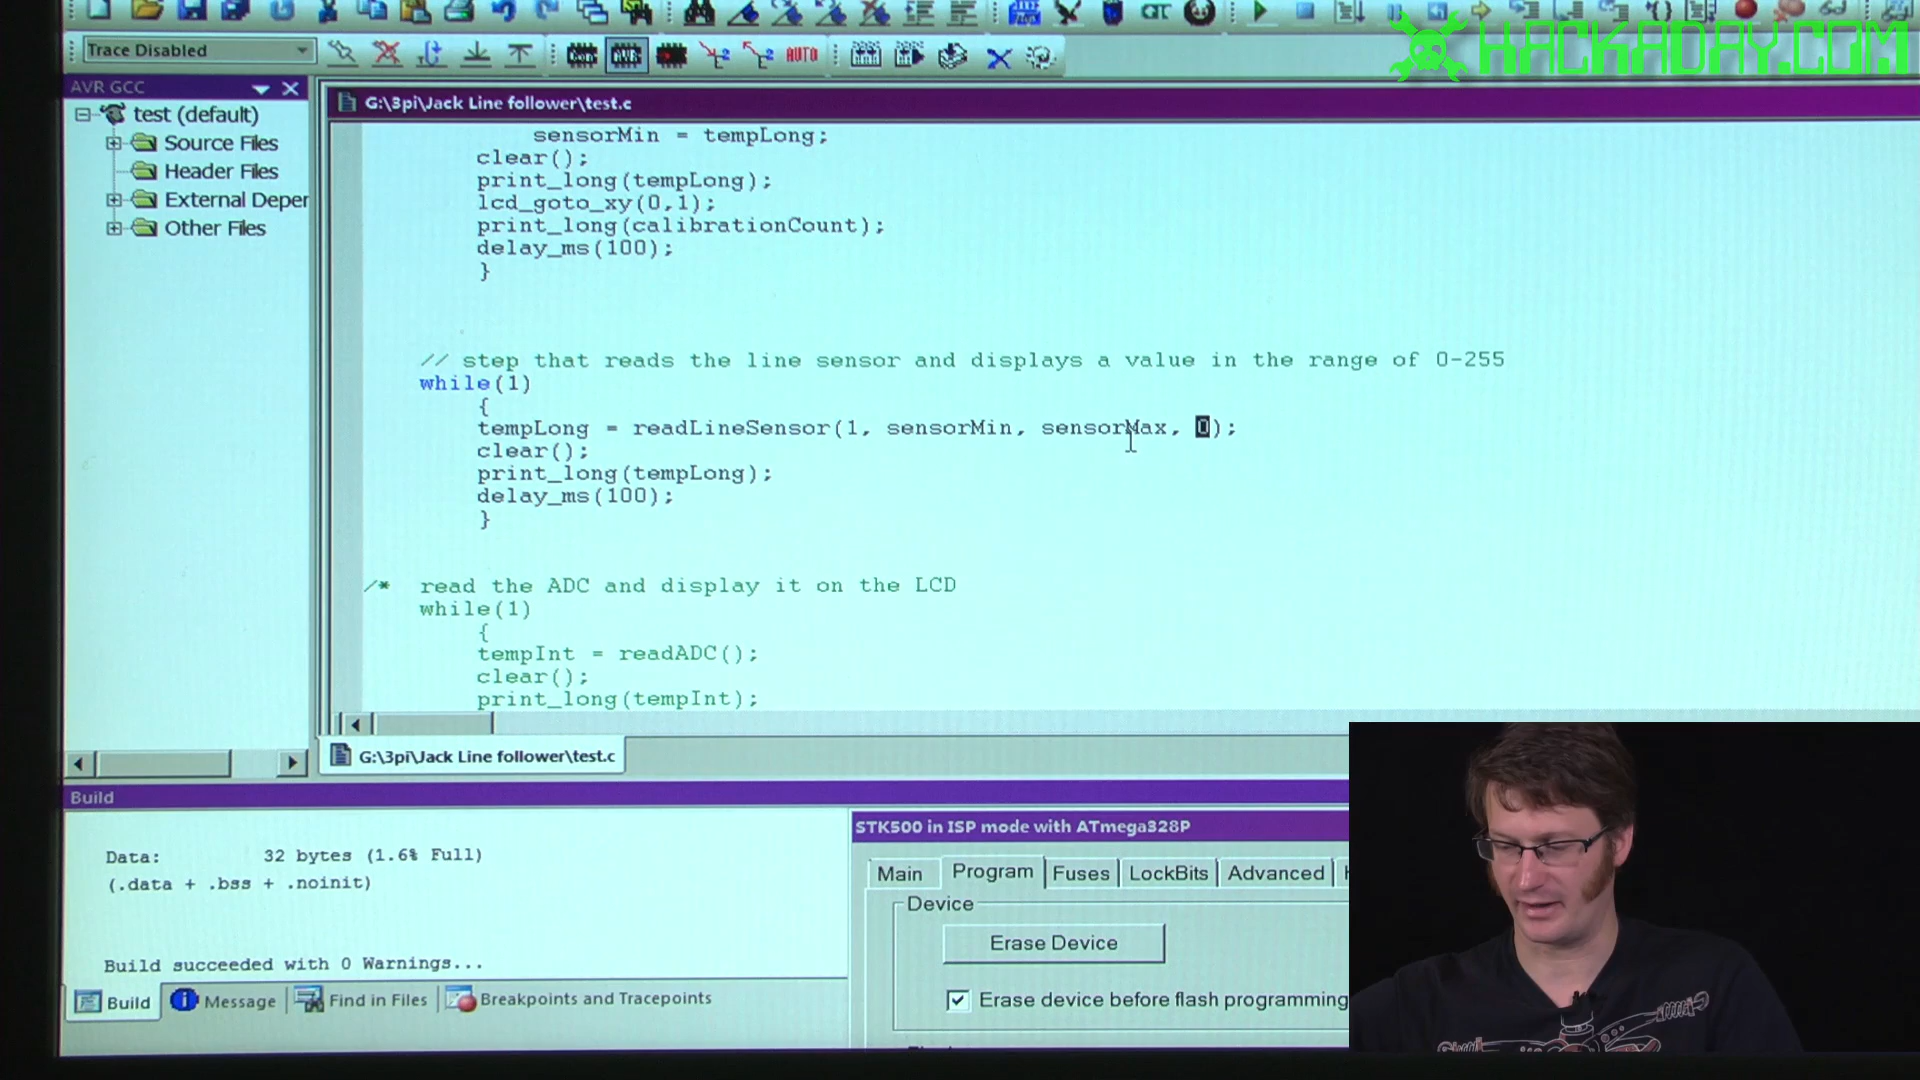 HACKADAY.COM
Trace Disabled
AUTO
AVR GCC
G:\3pi\Jack Line follower\test.c
test (default)
Source Files
Header Files
External Deper
Other Files
sensorMin = tempLong;
clear();
print_long(tempLong);
lcd_goto_xy(0,1);
print_long(calibrationCount);
delay_ms(100);
}
// step that reads the line sensor and displays a value in the range of 0-255
while(1)
{
tempLong = readLineSensor(1, sensorMin, sensorMax, 0);
clear();
print_long(tempLong);
delay_ms(100);
}
/* read the ADC and display it on the LCD
while(1)
{
tempInt = readADC();
clear();
print_long(tempInt);
G:\3pi\Jack Line follower\test.c
Build
Data: 32 bytes (1.6% Full)
(.data + .bss + .noinit)
Build succeeded with 0 Warnings...
Build Message Find in Files Breakpoints and Tracepoints
STK500 in ISP mode with ATmega328P
Main Program Fuses LockBits Advanced
Device
Erase Device
Erase device before flash programming